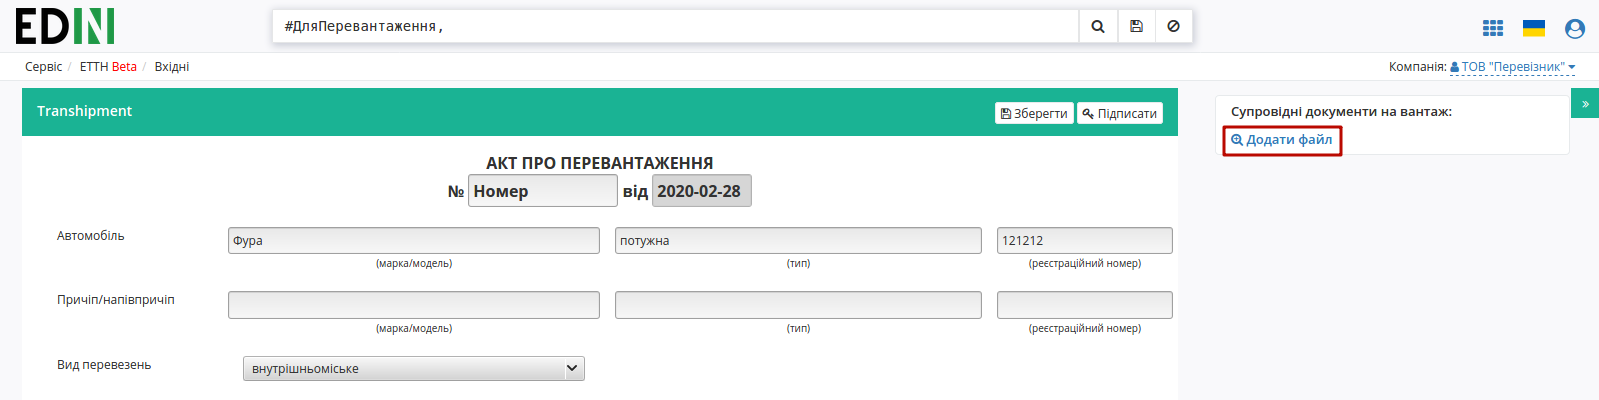 EDIN
#ДляПеревантаження,
Сервіс / ЕТТН Beta / Вхідні
Компанія: ТОВ "Перевізник"
Transhipment
Зберегти
Підписати
Супровідні документи на вантаж:
Додати файл
»
АКТ ПРО ПЕРЕВАНТАЖЕННЯ
№ Номер від 2020-02-28
Автомобіль
Фура
потужна
121212
(марка/модель)
(тип)
(реєстраційний номер)
Причіп/напівпричіп
(марка/модель)
(тип)
(реєстраційний номер)
Вид перевезень
внутрішньоміське